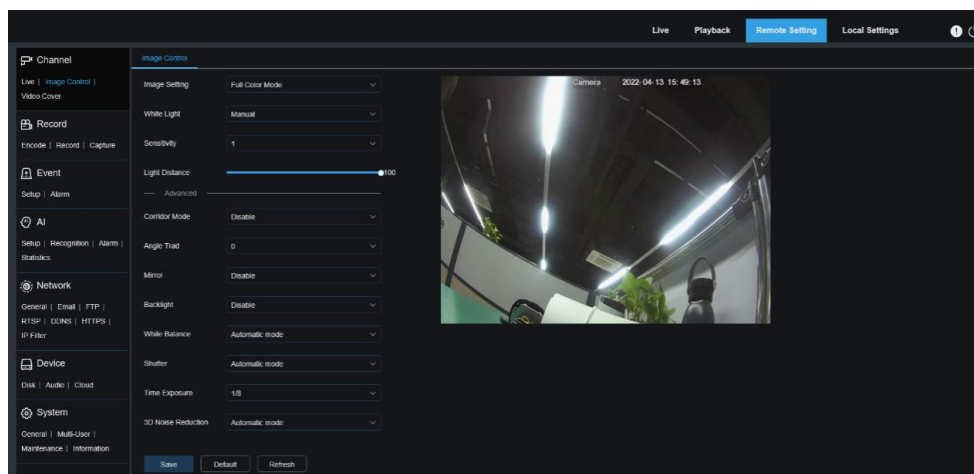 Live Playback Remote Setting Local Settings
Channel
Live | Image Control |
Video Cover
Record
Encode | Record | Capture
Event
Setup | Alarm
AI
Setup | Recognition | Alarm |
Statistics
Network
General | Email | FTP |
RTSP | DDNS | HTTPS |
IP Filter
Device
Disk | Audio | Cloud
System
General | Multi-User |
Maintenance | Information
Image Control
Image Setting Full Color Mode
White Light Manual
Sensitivity 1
Light Distance 100
Advanced
Corridor Mode Disable
Angle Trad 0
Mirror Disable
Backlight Disable
White Balance Automatic mode
Shutter Automatic mode
Time Exposure 1/8
3D Noise Reduction Automatic mode
Save Default Refresh
Camera 2022-04-13 15:49:13